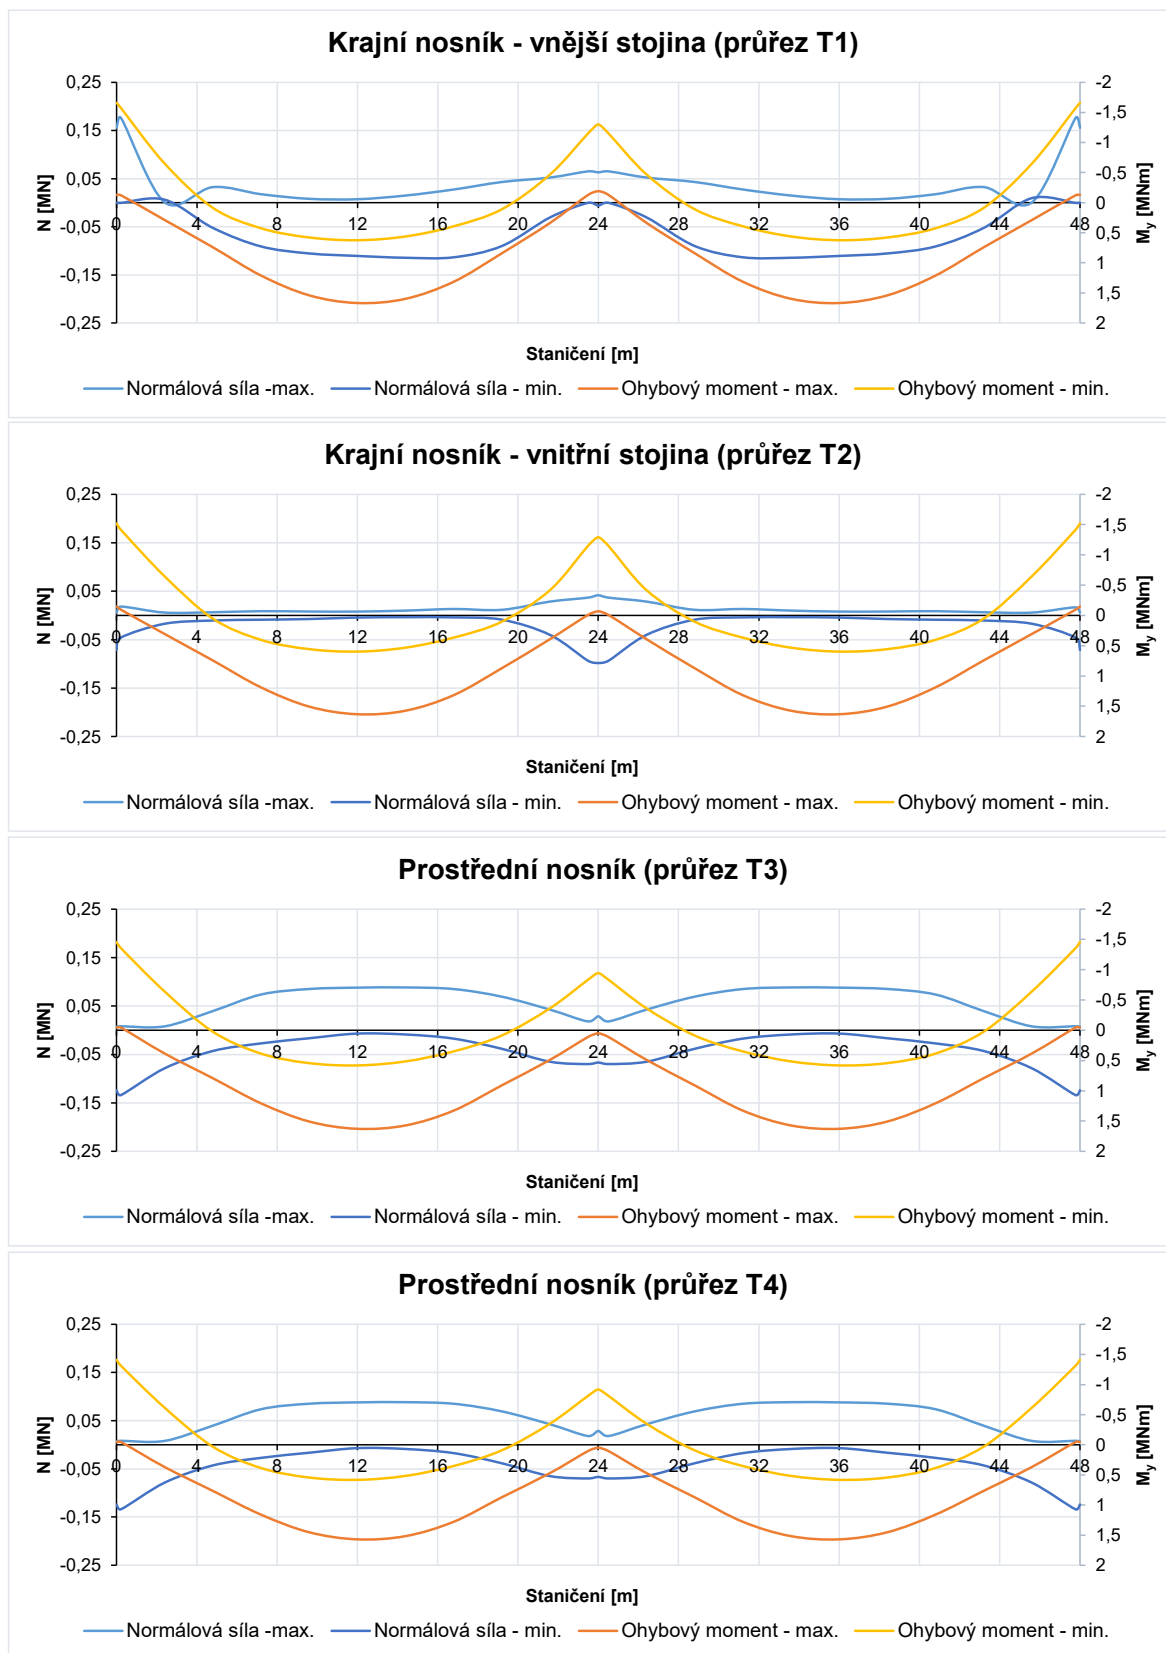 Krajní nosník - vnější stojina (průřez T1)
0,25
0,15
0,05
-0,05
-0,15
-0,25
N [MN]
-2
-1,5
-1
-0,5
0
0,5
1
1,5
2
My [MNm]
0 4 8 12 16 20 24 28 32 36 40 44 48
Staničení [m]
Normálová síla -max. Normálová síla - min. Ohybový moment - max. Ohybový moment - min.
Krajní nosník - vnitřní stojina (průřez T2)
0,25
0,15
0,05
-0,05
-0,15
-0,25
N [MN]
-2
-1,5
-1
-0,5
0
0,5
1
1,5
2
My [MNm]
0 4 8 12 16 20 24 28 32 36 40 44 48
Staničení [m]
Normálová síla -max. Normálová síla - min. Ohybový moment - max. Ohybový moment - min.
Prostřední nosník (průřez T3)
0,25
0,15
0,05
-0,05
-0,15
-0,25
N [MN]
-2
-1,5
-1
-0,5
0
0,5
1
1,5
2
My [MNm]
0 4 8 12 16 20 24 28 32 36 40 44 48
Staničení [m]
Normálová síla -max. Normálová síla - min. Ohybový moment - max. Ohybový moment - min.
Prostřední nosník (průřez T4)
0,25
0,15
0,05
-0,05
-0,15
-0,25
N [MN]
-2
-1,5
-1
-0,5
0
0,5
1
1,5
2
My [MNm]
0 4 8 12 16 20 24 28 32 36 40 44 48
Staničení [m]
Normálová síla -max. Normálová síla - min. Ohybový moment - max. Ohybový moment - min.